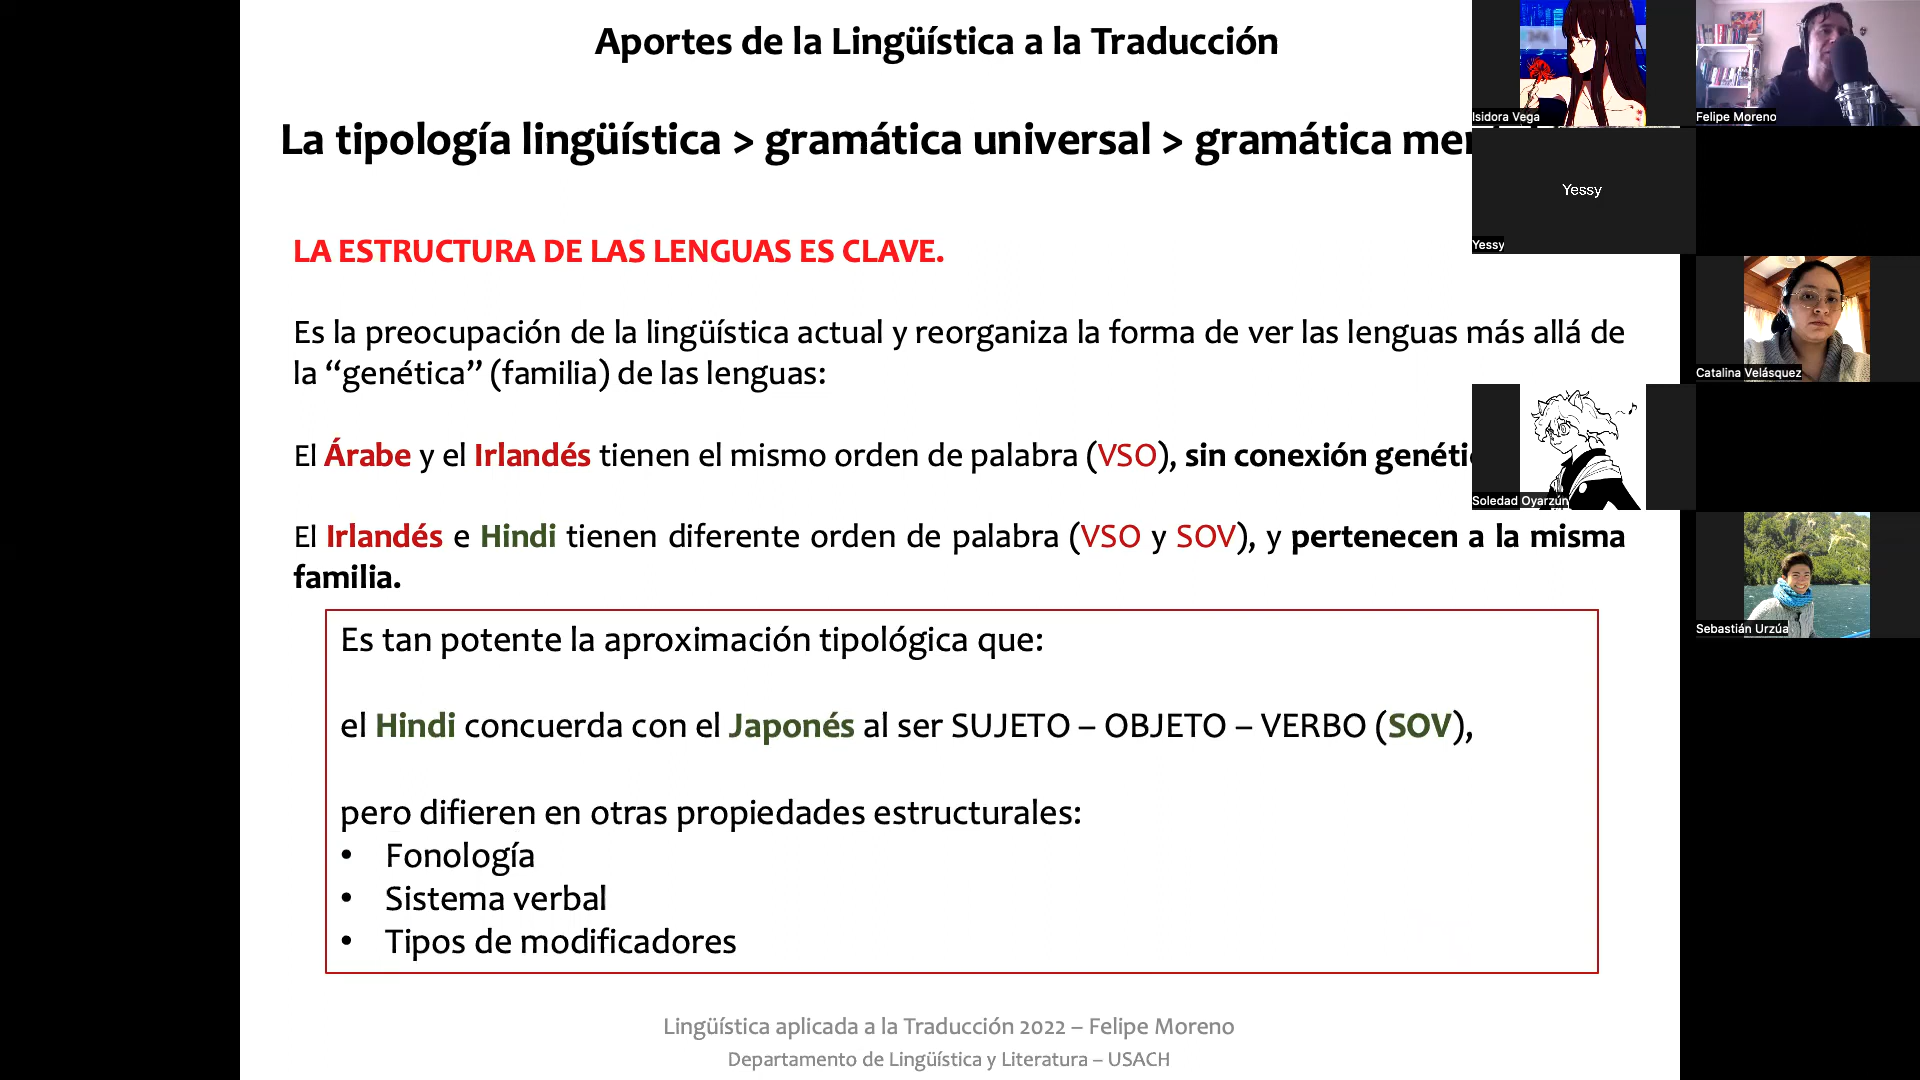 Aportes de la Lingüística a la Traducción
La tipología lingüística > gramática universal > gramática
LA ESTRUCTURA DE LAS LENGUAS ES CLAVE.
Es la preocupación de la lingüística actual y reorganiza la forma de ver las lenguas más allá de
la “genética” (familia) de las lenguas:
El Árabe y el Irlandés tienen el mismo orden de palabra (VSO), sin conexión
El Irlandés e Hindi tienen diferente orden de palabra (VSO y SOV), y pertenecen a la misma
familia.
Es tan potente la aproximación tipológica que:
el Hindi concuerda con el Japonés al ser SUJETO – OBJETO – VERBO (SOV),
pero difieren en otras propiedades estructurales:
• Fonología
• Sistema verbal
• Tipos de modificadores
Lingüística aplicada a la Traducción 2022 – Felipe Moreno
Departamento de Lingüística y Literatura – USACH
Isidora Vega
Felipe Moreno
Yessy
Yessy
Catalina Velásquez
Soledad Oyarzún
Sebastián Urzúa